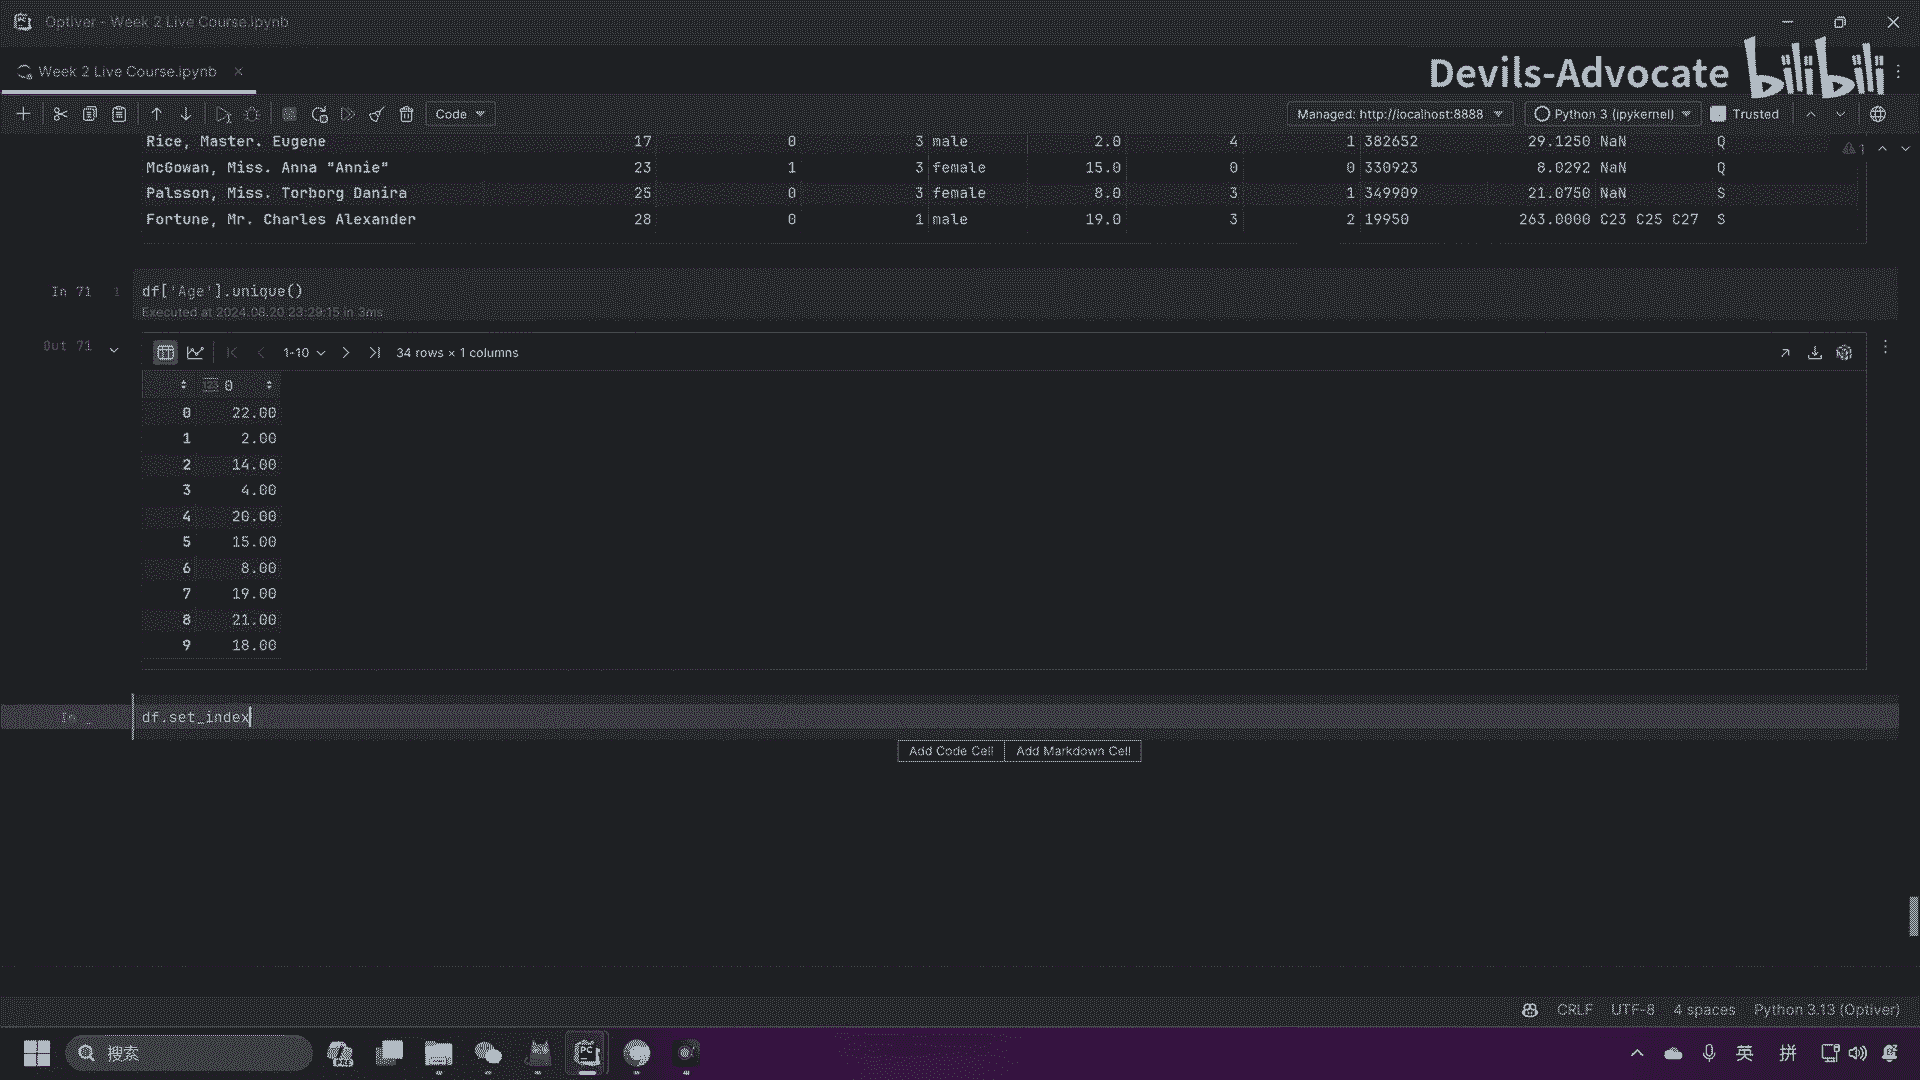 Optiver - Week 2 Live Course.ipynb
Week 2 Live Course.ipynb
Devils-Advocate bilibili
Code
Managed: http://localhost:8888
Python 3 (ipykernel)
Trusted
Rice, Master. Eugene 17 0 3 male 2.0 4 1 382652 29.1250 NaN Q
1
McGowan, Miss. Anna "Annie" 23 1 3 female 15.0 0 0 330923 8.0292 NaN Q
Palsson, Miss. Torborg Danira 25 0 3 female 8.0 3 1 349909 21.0750 NaN S
Fortune, Mr. Charles Alexander 28 0 1 male 19.0 3 2 19950 263.0000 C23 C25 C27 S
In 71 1 df['Age'].unique()
Executed at 2024.08.20 23:29:15 in 3ms
Out 71
1-10 34 rows × 1 columns
0
0 22.00
1 2.00
2 14.00
3 4.00
4 20.00
5 15.00
6 8.00
7 19.00
8 21.00
9 18.00
In _ df.set_index
Add Code Cell Add Markdown Cell
CRLF UTF-8 4 spaces Python 3.13 (Optiver)
搜索
英 拼